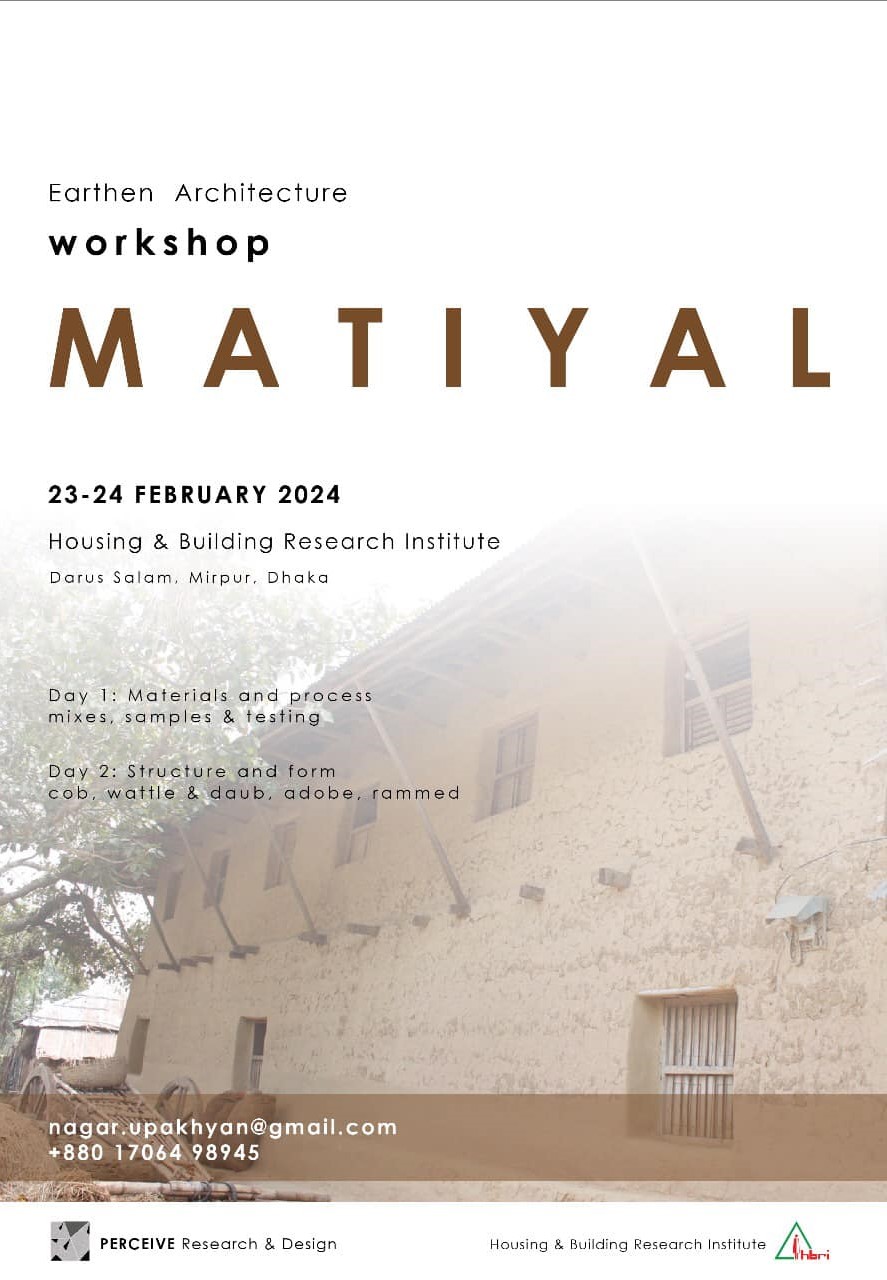 Earthen Architecture
workshop
MATIYAL
23-24 FEBRUARY 2024
Housing & Building Research Institute
Darus Salam, Mirpur, Dhaka
Day 1: Materials and process
mixes, samples & testing
Day 2: Structure and form
cob, wattle & daub, adobe, rammed
nagar.upakhyan@gmail.com
+880 17064 98945
PERCEIVE Research & Design
Housing & Building Research Institute
hbri